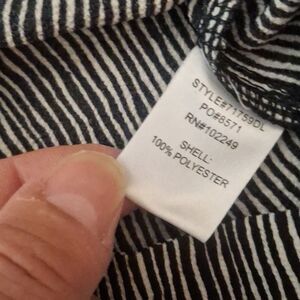 STYLE#71759DL
PO#8571
RN#102249
SHELL:
100% POLYESTER